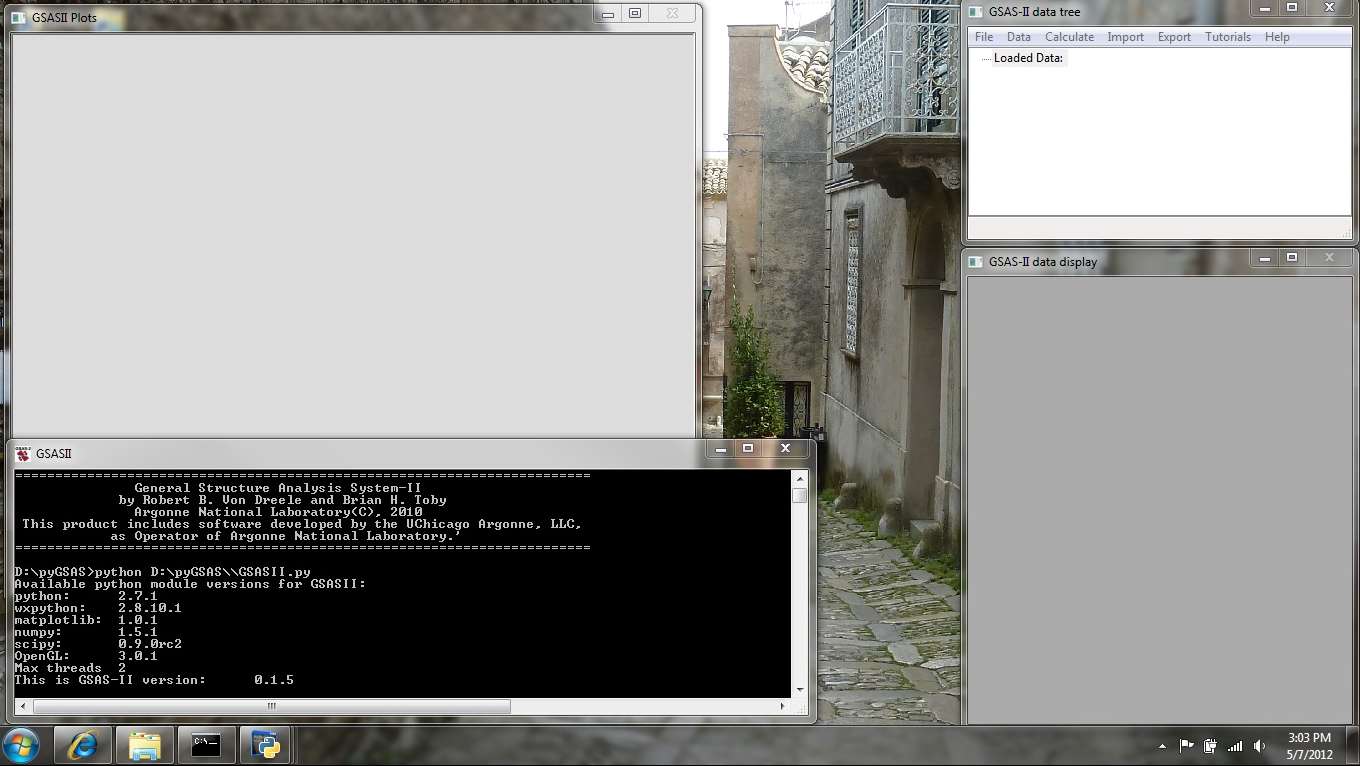 GSASII Plots
GSAS-II data tree
File Data Calculate Import Export Tutorials Help
Loaded Data:
GSAS-II data display
GSASII
================================================================================
General Structure Analysis System-II
by Robert B. Von Dreele and Brian H. Toby
Argonne National Laboratory(C), 2010
This product includes software developed by the UChicago Argonne, LLC,
as Operator of Argonne National Laboratory.'
================================================================================
D:\pyGSAS>python D:\pyGSAS\\GSASII.py
Available python module versions for GSASII:
python: 2.7.1
wxpython: 2.8.10.1
matplotlib: 1.0.1
numpy: 1.5.1
scipy: 0.9.0rc2
OpenGL: 3.0.1
Max threads 2
This is GSAS-II version: 0.1.5
C:\.
3:03 PM
5/7/2012